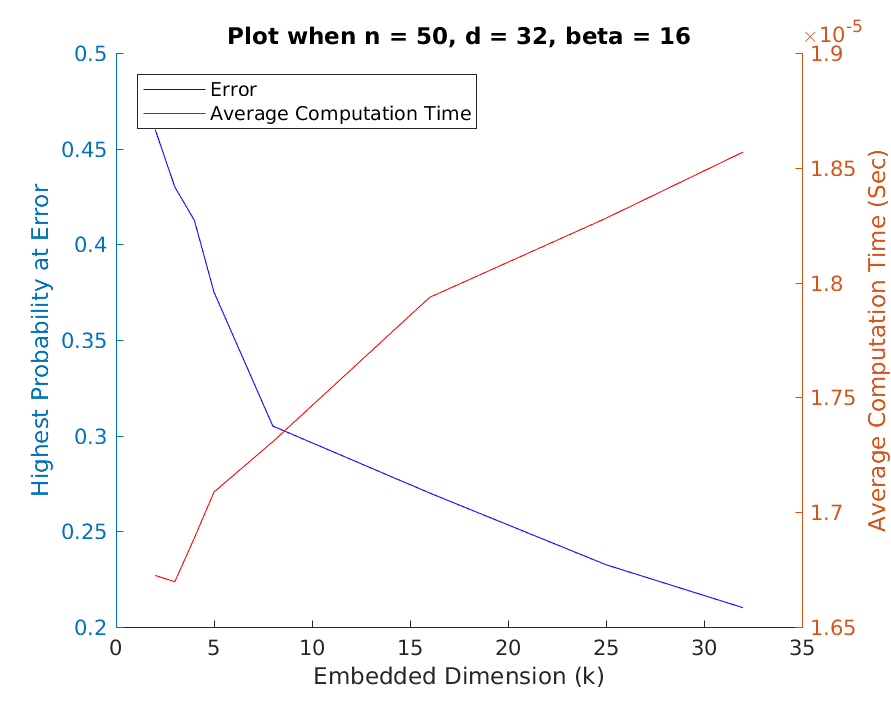 Plot when n = 50, d = 32, beta = 16
×10-5
Error
Average Computation Time
Highest Probability at Error
0.5
0.45
0.4
0.35
0.3
0.25
0.2
1.9
1.85
1.8
1.75
1.7
1.65
Average Computation Time (Sec)
0 5 10 15 20 25 30 35
Embedded Dimension (k)